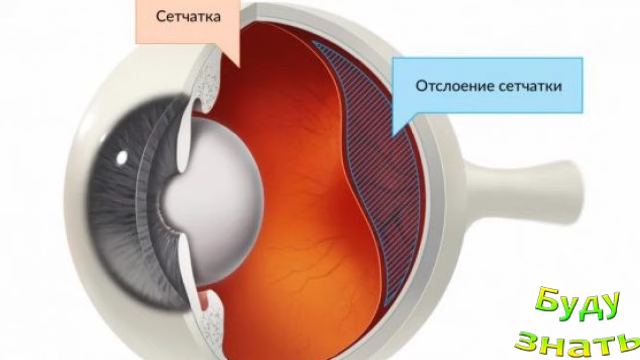 Сетчатка
Отслоение сетчатки
Буду
знать